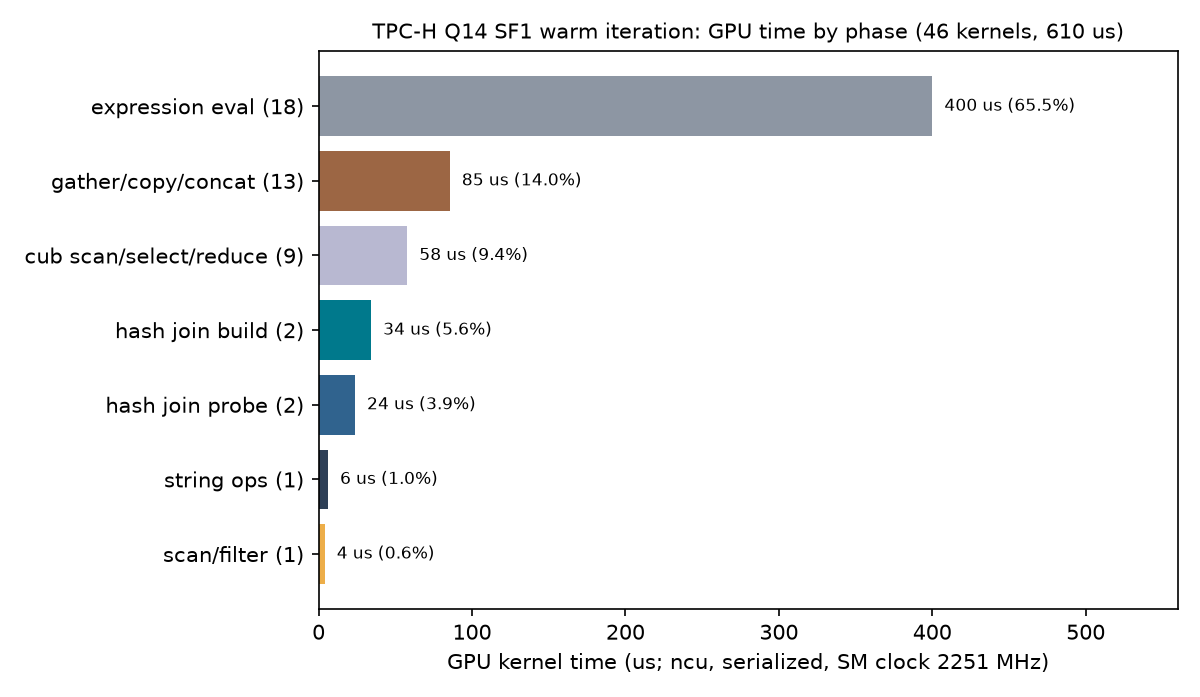 TPC-H Q14 SF1 warm iteration: GPU time by phase (46 kernels, 610 us)
expression eval (18)
400 us (65.5%)
gather/copy/concat (13)
85 us (14.0%)
cub scan/select/reduce (9)
58 us (9.4%)
hash join build (2)
34 us (5.6%)
hash join probe (2)
24 us (3.9%)
string ops (1)
6 us (1.0%)
scan/filter (1)
4 us (0.6%)
0 100 200 300 400 500
GPU kernel time (us; ncu, serialized, SM clock 2251 MHz)